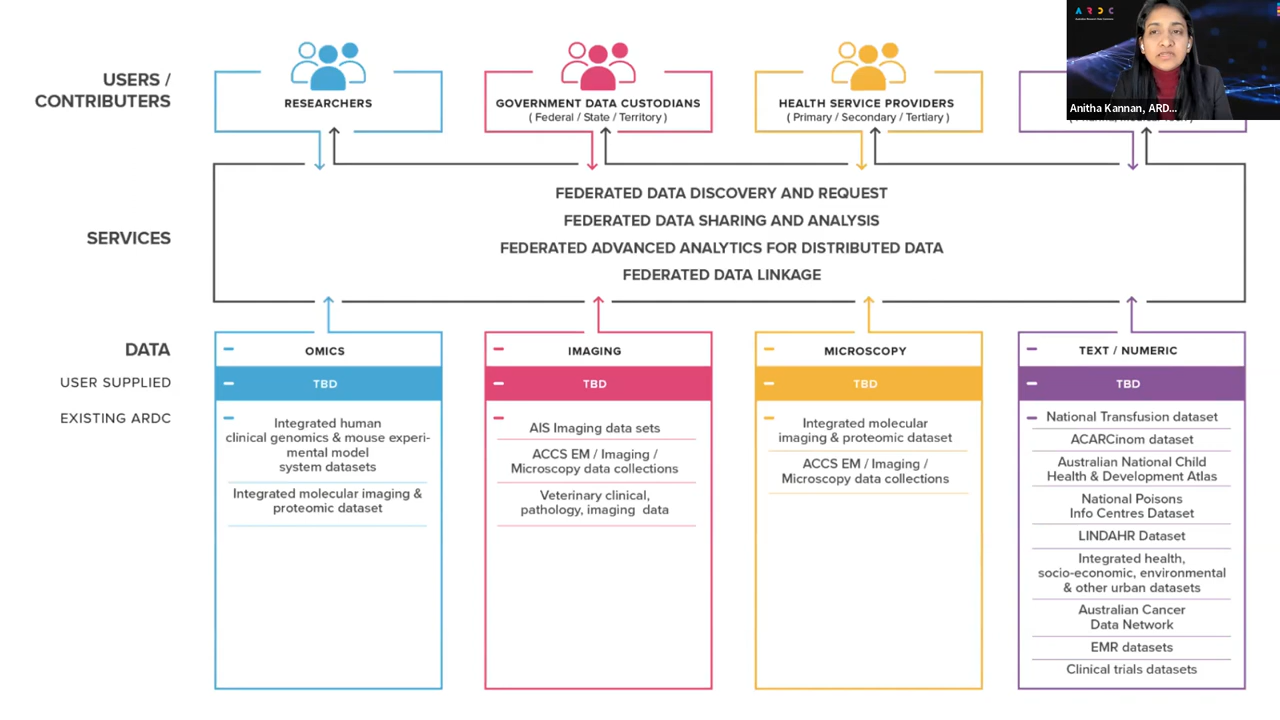 A R D C
Anitha Kannan, ARD...
USERS /
CONTRIBUTERS
RESEARCHERS
GOVERNMENT DATA CUSTODIANS
( Federal / State / Territory )
HEALTH SERVICE PROVIDERS
( Primary / Secondary / Tertiary )
SERVICES
FEDERATED DATA DISCOVERY AND REQUEST
FEDERATED DATA SHARING AND ANALYSIS
FEDERATED ADVANCED ANALYTICS FOR DISTRIBUTED DATA
FEDERATED DATA LINKAGE
DATA
USER SUPPLIED
EXISTING ARDC
OMICS
TBD
Integrated human
clinical genomics & mouse experi-
mental model
system datasets
Integrated molecular imaging &
proteomic dataset
IMAGING
TBD
AIS Imaging data sets
ACCS EM / Imaging /
Microscopy data collections
Veterinary clinical,
pathology, imaging data
MICROSCOPY
TBD
Integrated molecular
imaging & proteomic dataset
ACCS EM / Imaging /
Microscopy data collections
TEXT / NUMERIC
TBD
National Transfusion dataset
ACARCinom dataset
Australian National Child
Health & Development Atlas
National Poisons
Info Centres Dataset
LINDAHR Dataset
Integrated health,
socio-economic, environmental
& other urban datasets
Australian Cancer
Data Network
EMR datasets
Clinical trials datasets